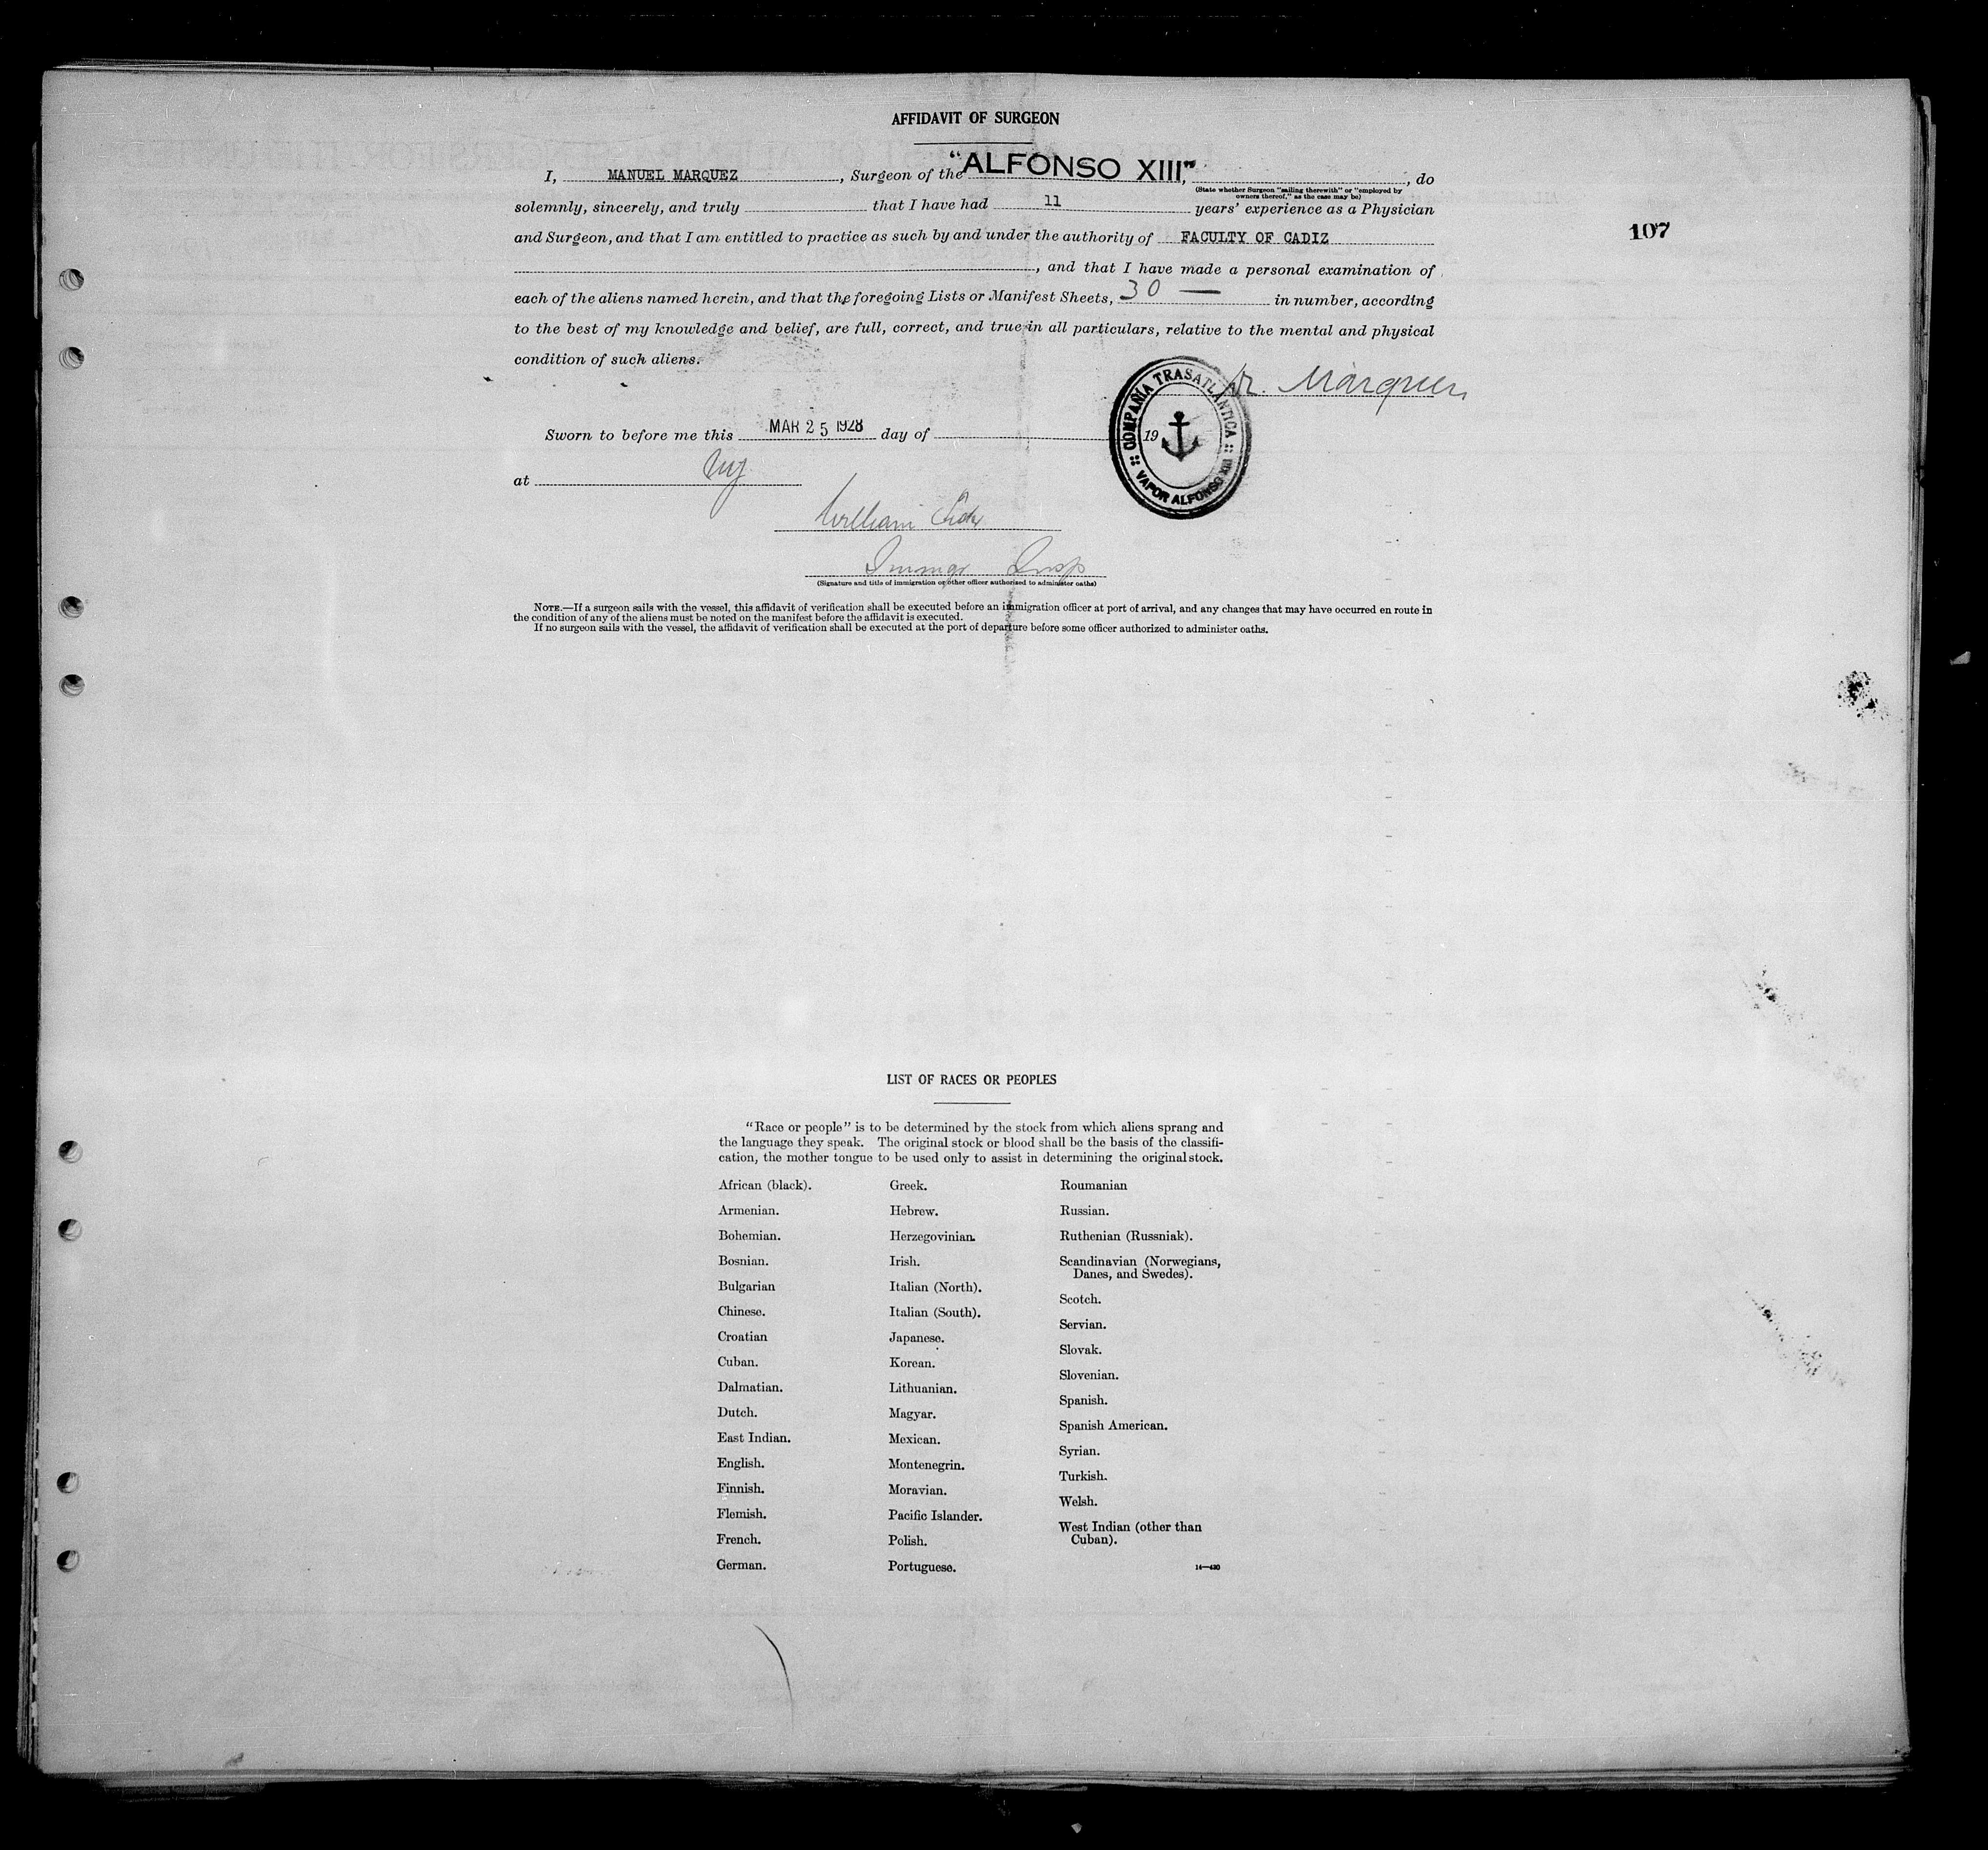 AFFIDAVIT OF SURGEON
I, MANUEL MARQUEZ, Surgeon of the "ALFONSO XIII", , do
(State whether Surgeon "sailing therewith" or "employed by
owners thereof," as the case may be)
solemnly, sincerely, and truly that I have had 11 years' experience as a Physician
107
and Surgeon, and that I am entitled to practice as such by and under the authority of FACULTY OF CADIZ
, and that I have made a personal examination of
each of the aliens named herein, and that the foregoing Lists or Manifest Sheets, 30 — in number, according
to the best of my knowledge and belief, are full, correct, and true in all particulars, relative to the mental and physical
condition of such aliens.
Marquez
COMPAÑÍA TRASATLÁNTICA
VAPOR ALFONSO XIII
Sworn to before me this MAR 25 1928 day of 19
at NY
William
Immgr Insp
(Signature and title of immigration or other officer authorized to administer oaths)
NOTE.—If a surgeon sails with the vessel, this affidavit of verification shall be executed before an immigration officer at port of arrival, and any changes that may have occurred en route in
the condition of any of the aliens must be noted on the manifest before the affidavit is executed.
If no surgeon sails with the vessel, the affidavit of verification shall be executed at the port of departure before some officer authorized to administer oaths.
LIST OF RACES OR PEOPLES
"Race or people" is to be determined by the stock from which aliens sprang and
the language they speak. The original stock or blood shall be the basis of the classifi-
cation, the mother tongue to be used only to assist in determining the original stock.
African (black).
Armenian.
Bohemian.
Bosnian.
Bulgarian
Chinese.
Croatian
Cuban.
Dalmatian.
Dutch.
East Indian.
English.
Finnish.
Flemish.
French.
German.
Greek.
Hebrew.
Herzegovinian.
Irish.
Italian (North).
Italian (South).
Japanese.
Korean.
Lithuanian.
Magyar.
Mexican.
Montenegrin.
Moravian.
Pacific Islander.
Polish.
Portuguese.
Roumanian
Russian.
Ruthenian (Russniak).
Scandinavian (Norwegians,
Danes, and Swedes).
Scotch.
Servian.
Slovak.
Slovenian.
Spanish.
Spanish American.
Syrian.
Turkish.
Welsh.
West Indian (other than
Cuban).
14—430